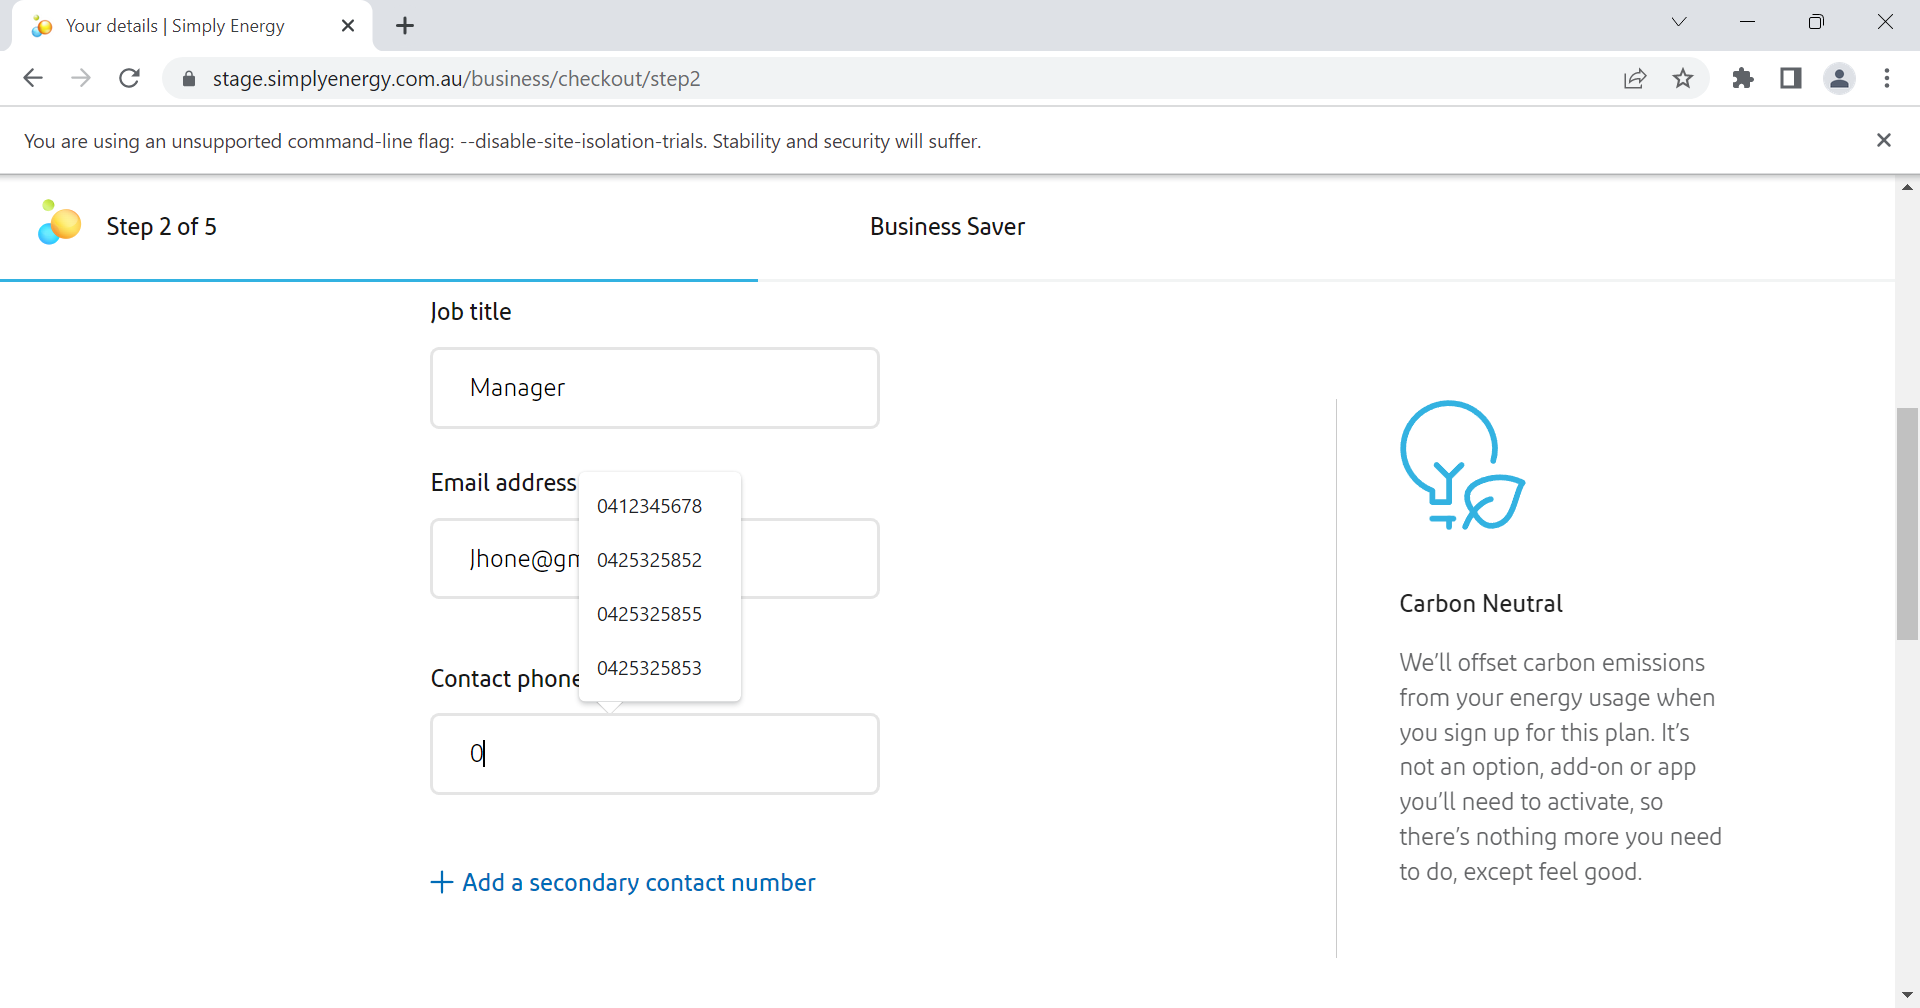 Your details | Simply Energy
stage.simplyenergy.com.au/business/checkout/step2
You are using an unsupported command-line flag: --disable-site-isolation-trials. Stability and security will suffer.
Step 2 of 5
Business Saver
Job title
Manager
Email address
Jhone@gm
0412345678
0425325852
0425325855
0425325853
Contact phone
0
Add a secondary contact number
Carbon Neutral
We'll offset carbon emissions
from your energy usage when
you sign up for this plan. It's
not an option, add-on or app
you'll need to activate, so
there's nothing more you need
to do, except feel good.